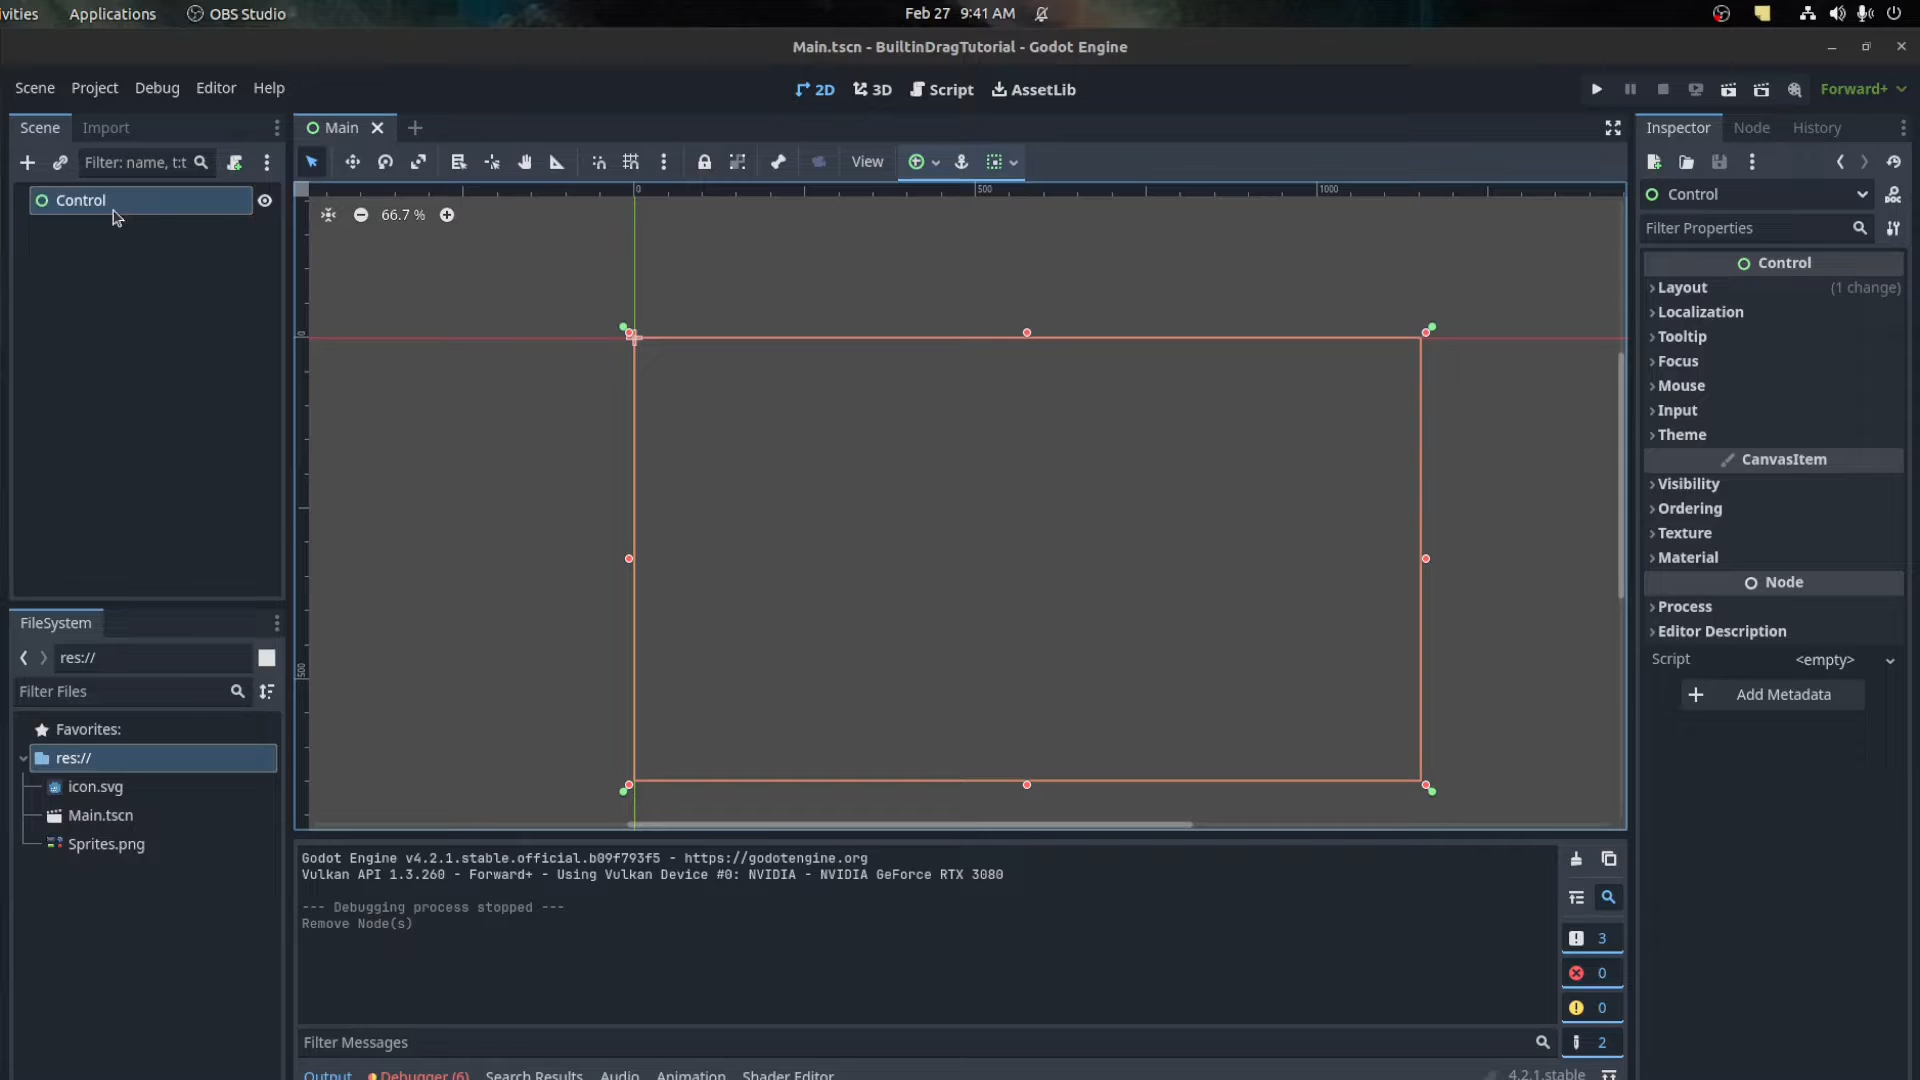 ivities Applications OBS Studio Feb 27 9:41 AM
Main.tscn - BuiltinDragTutorial - Godot Engine
Scene Project Debug Editor Help 2D 3D Script AssetLib Forward+
Scene Import Main Inspector Node History
Filter: name, t:t View
Control
66.7 %
0 500 1000
0
500
Control
Filter Properties
Control
Layout (1 change)
Localization
Tooltip
Focus
Mouse
Input
Theme
CanvasItem
Visibility
Ordering
Texture
Material
Node
Process
Editor Description
Script <empty>
Add Metadata
FileSystem
res://
Filter Files
Favorites:
res://
icon.svg
Main.tscn
Sprites.png
Godot Engine v4.2.1.stable.official.b09f793f5 - https://godotengine.org
Vulkan API 1.3.260 - Forward+ - Using Vulkan Device #0: NVIDIA - NVIDIA GeForce RTX 3080
--- Debugging process stopped ---
Remove Node(s)
3
0
0
2
Filter Messages
Output Debugger (6) Search Results Audio Animation Shader Editor 4.2.1.stable